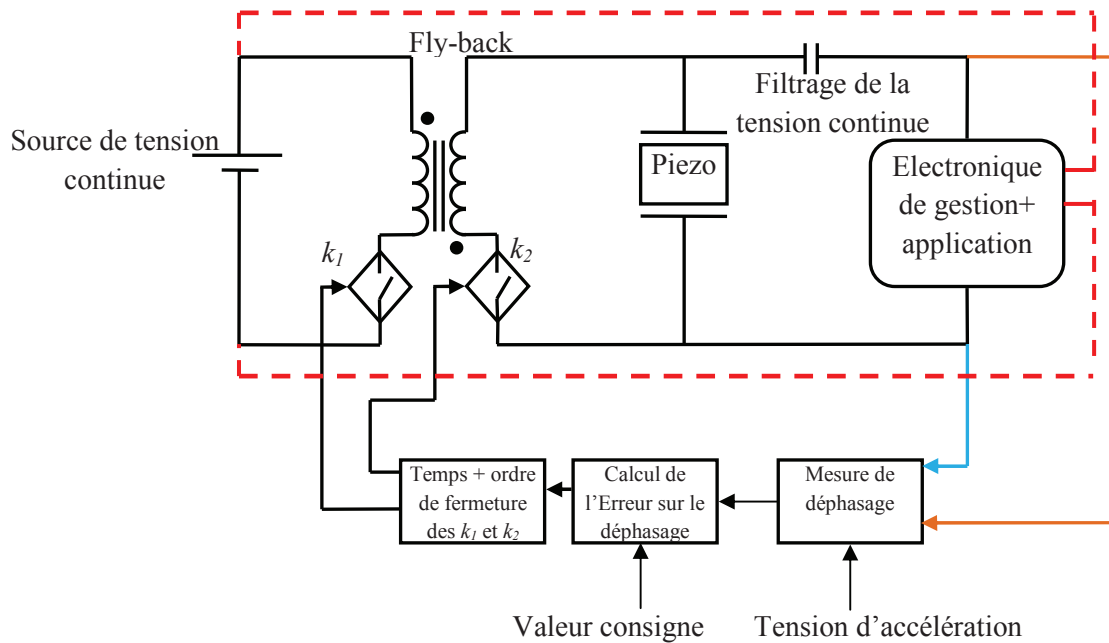 Fly-back
Filtrage de la
tension continue
Source de tension
continue
Piezo
Electronique
de gestion+
application
k1
k2
Temps + ordre
de fermeture
des k1 et k2
Calcul de
l’Erreur sur le
déphasage
Mesure de
déphasage
Valeur consigne
Tension d’accélération